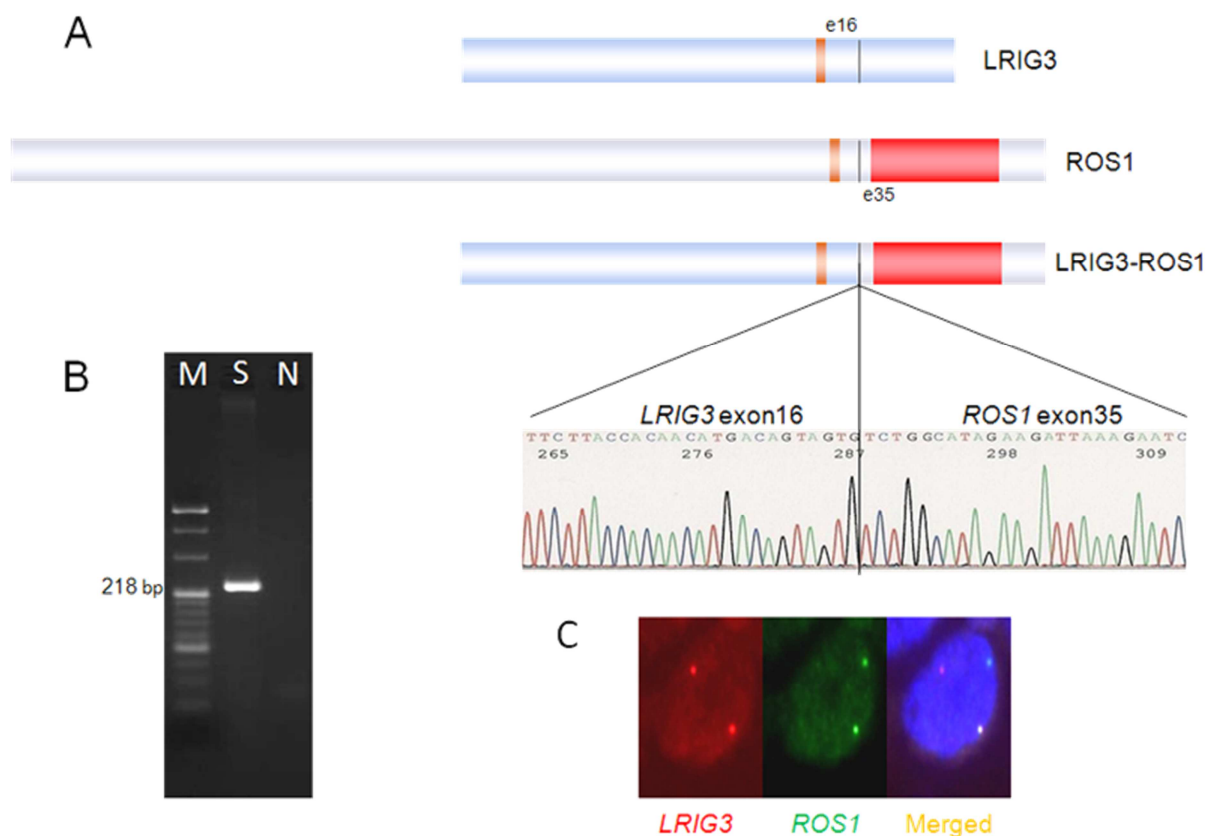 A
e16
LRIG3
ROS1
e35
LRIG3-ROS1
B
M S N
218 bp
LRIG3 exon16 ROS1 exon35
TTCTTACCACAACATGACAGTAGTGTCTGGCATAGAAGATTAAAGAATC
265 276 287 298 309
C
LRIG3 ROS1 Merged